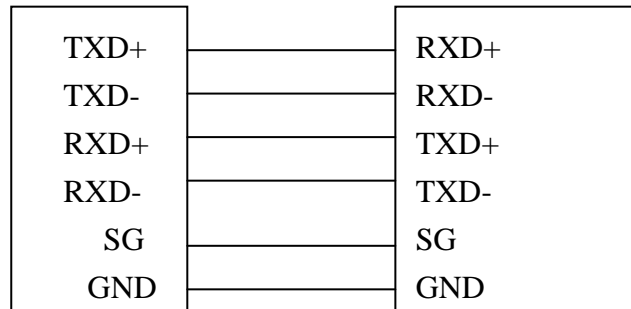 TXD+ RXD+
TXD- RXD-
RXD+ TXD+
RXD- TXD-
SG SG
GND GND